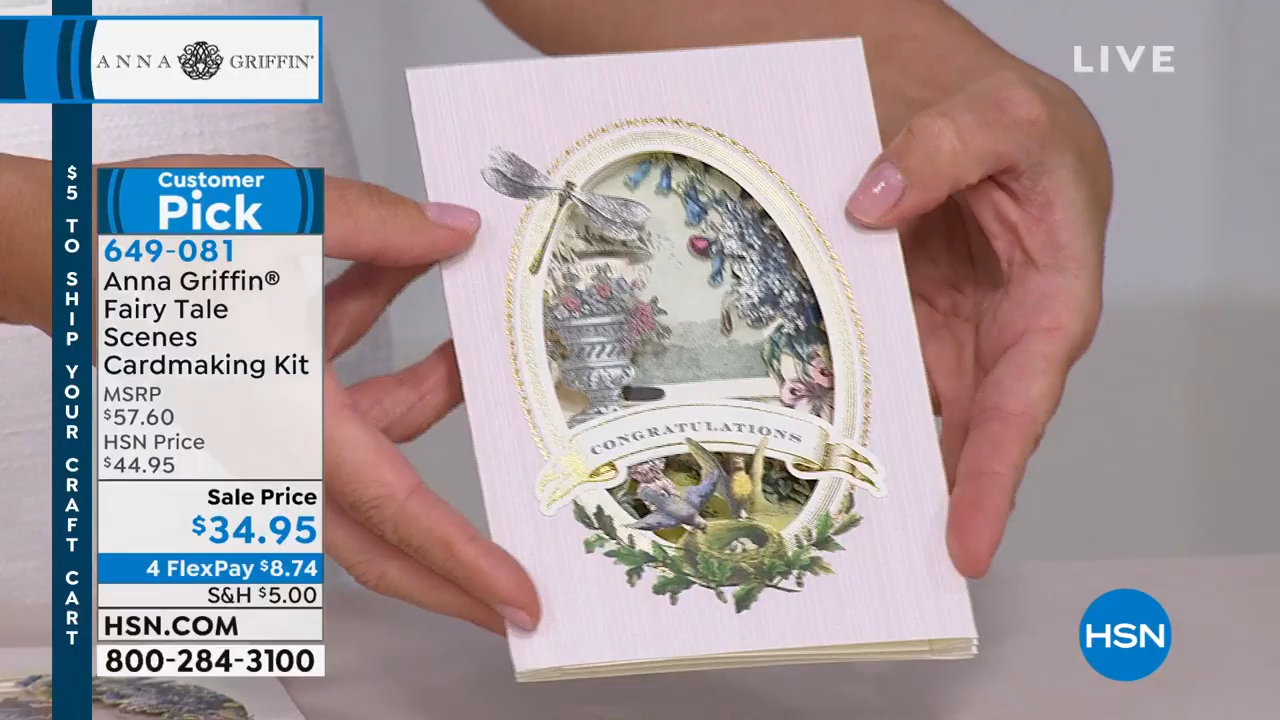 ANNA GRIFFIN
LIVE
$5 TO SHIP YOUR CRAFT CART
Customer
Pick
649-081
Anna Griffin®
Fairy Tale
Scenes
Cardmaking Kit
MSRP
$57.60
HSN Price
$44.95
Sale Price
$34.95
4 FlexPay $8.74
S&H $5.00
HSN.COM
800-284-3100
CONGRATULATIONS
HSN